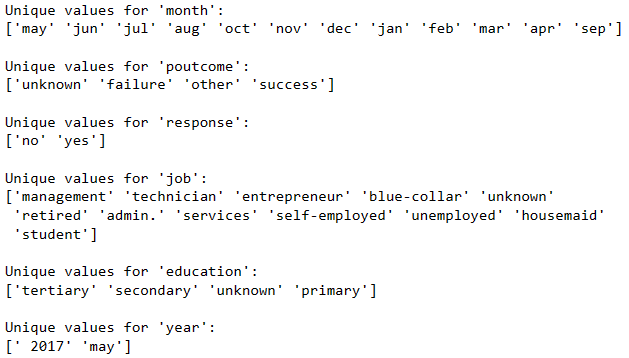 Unique values for 'month':
['may' 'jun' 'jul' 'aug' 'oct' 'nov' 'dec' 'jan' 'feb' 'mar' 'apr' 'sep']
Unique values for 'poutcome':
['unknown' 'failure' 'other' 'success']
Unique values for 'response':
['no' 'yes']
Unique values for 'job':
['management' 'technician' 'entrepreneur' 'blue-collar' 'unknown'
'retired' 'admin.' 'services' 'self-employed' 'unemployed' 'housemaid'
'student']
Unique values for 'education':
['tertiary' 'secondary' 'unknown' 'primary']
Unique values for 'year':
[' 2017' 'may']